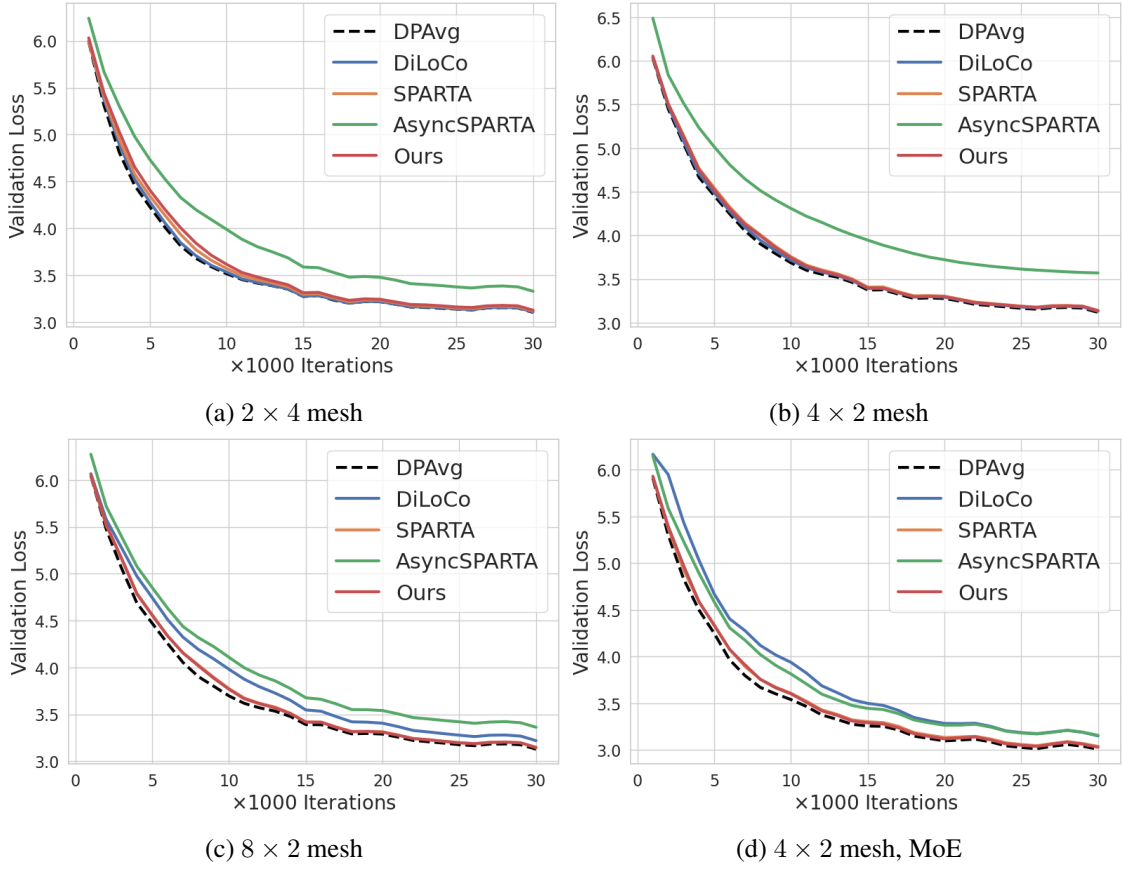 Validation Loss
6.0
5.5
5.0
4.5
4.0
3.5
3.0
DPAvg
DiLoCo
SPARTA
AsyncSPARTA
Ours
0 5 10 15 20 25 30
×1000 Iterations
(a) 2 × 4 mesh
Validation Loss
6.5
6.0
5.5
5.0
4.5
4.0
3.5
3.0
DPAvg
DiLoCo
SPARTA
AsyncSPARTA
Ours
0 5 10 15 20 25 30
×1000 Iterations
(b) 4 × 2 mesh
Validation Loss
6.0
5.5
5.0
4.5
4.0
3.5
3.0
DPAvg
DiLoCo
SPARTA
AsyncSPARTA
Ours
0 5 10 15 20 25 30
×1000 Iterations
(c) 8 × 2 mesh
Validation Loss
6.0
5.5
5.0
4.5
4.0
3.5
3.0
DPAvg
DiLoCo
SPARTA
AsyncSPARTA
Ours
0 5 10 15 20 25 30
×1000 Iterations
(d) 4 × 2 mesh, MoE